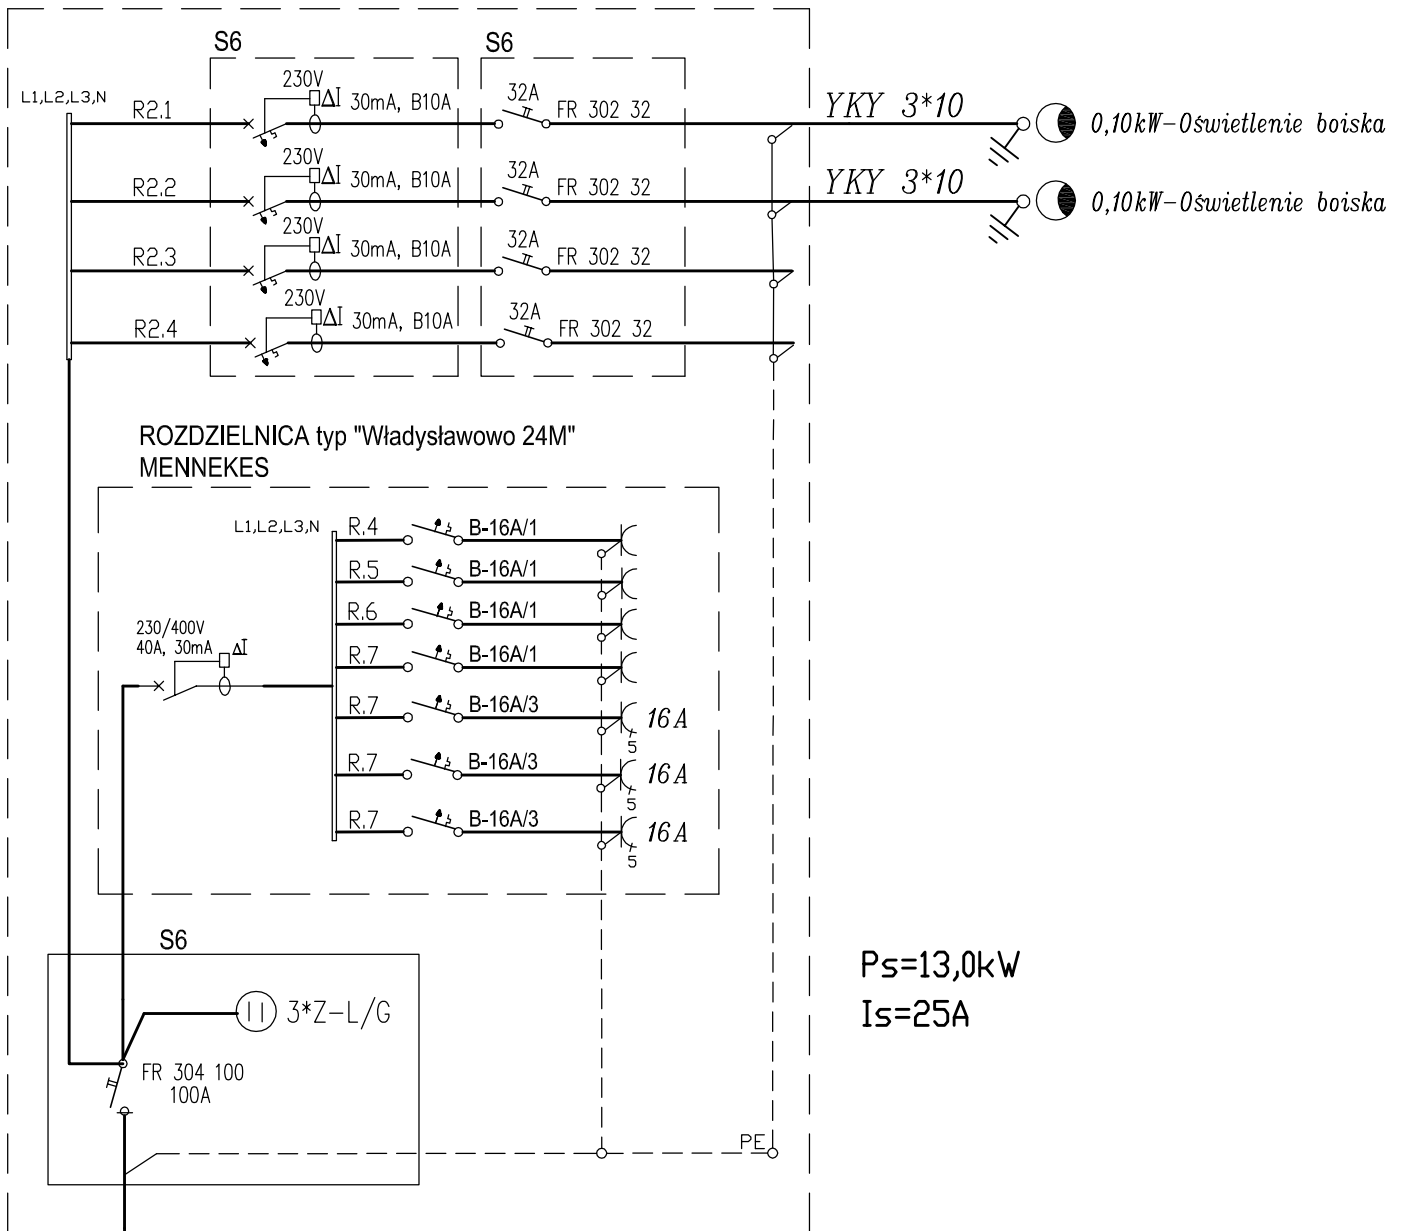 S6
S6
L1,L2,L3,N
R2.1
230V
ΔI 30mA, B10A
32A
FR 302 32
YKY 3*10
0,10kW-Oświetlenie boiska
R2.2
230V
ΔI 30mA, B10A
32A
FR 302 32
YKY 3*10
0,10kW-Oświetlenie boiska
R2.3
230V
ΔI 30mA, B10A
32A
FR 302 32
R2.4
230V
ΔI 30mA, B10A
32A
FR 302 32
ROZDZIELNICA typ "Władysławowo 24M"
MENNEKES
L1,L2,L3,N
R.4
B-16A/1
R.5
B-16A/1
R.6
B-16A/1
230/400V
40A, 30mA ΔI
R.7
B-16A/1
R.7
B-16A/3
16A
5
R.7
B-16A/3
16A
5
R.7
B-16A/3
16A
5
S6
3*Z-L/G
FR 304 100
100A
PE
Ps=13,0kW
Is=25A